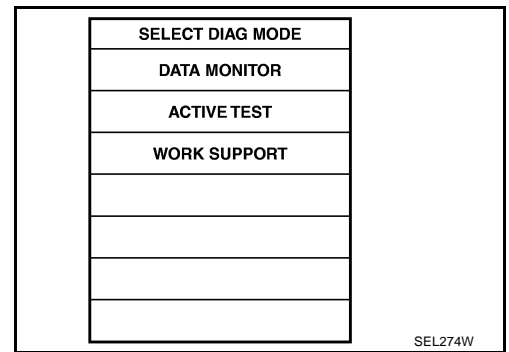 SELECT DIAG MODE
DATA MONITOR
ACTIVE TEST
WORK SUPPORT
SEL274W